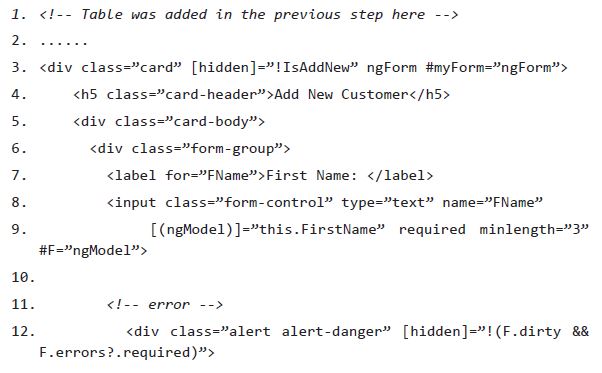 1. <!-- Table was added in the previous step here -->
2. ......
3. <div class=”card” [hidden]=”!IsAddNew” ngForm #myForm=”ngForm”>
4. <h5 class=”card-header”>Add New Customer</h5>
5. <div class=”card-body”>
6. <div class=”form-group”>
7. <label for=”FName”>First Name: </label>
8. <input class=”form-control” type=”text” name=”FName”
9. [(ngModel)]=”this.FirstName” required minlength=”3”
#F=”ngModel”>
10.
11. <!-- error -->
12. <div class=”alert alert-danger” [hidden]=”!(F.dirty &&
F.errors?.required)”>